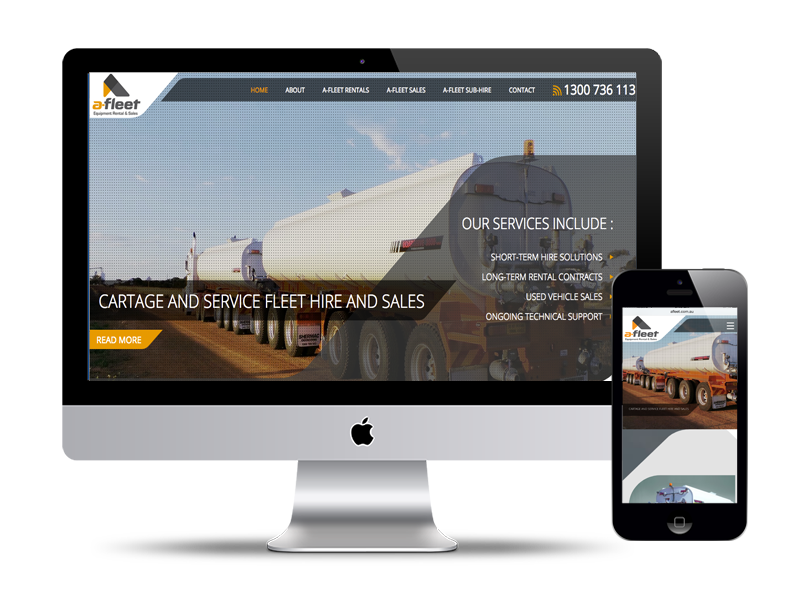 a-fleet
Equipment Rental & Sales
HOME ABOUT A-FLEET RENTALS A-FLEET SALES A-FLEET SUB-HIRE CONTACT 1300 736 113
OUR SERVICES INCLUDE :
SHORT-TERM HIRE SOLUTIONS
LONG-TERM RENTAL CONTRACTS
USED VEHICLE SALES
ONGOING TECHNICAL SUPPORT
CARTAGE AND SERVICE FLEET HIRE AND SALES
READ MORE
afleet.com.au
a-fleet
Equipment Rental & Sales
CARTAGE AND SERVICE FLEET HIRE AND SALES